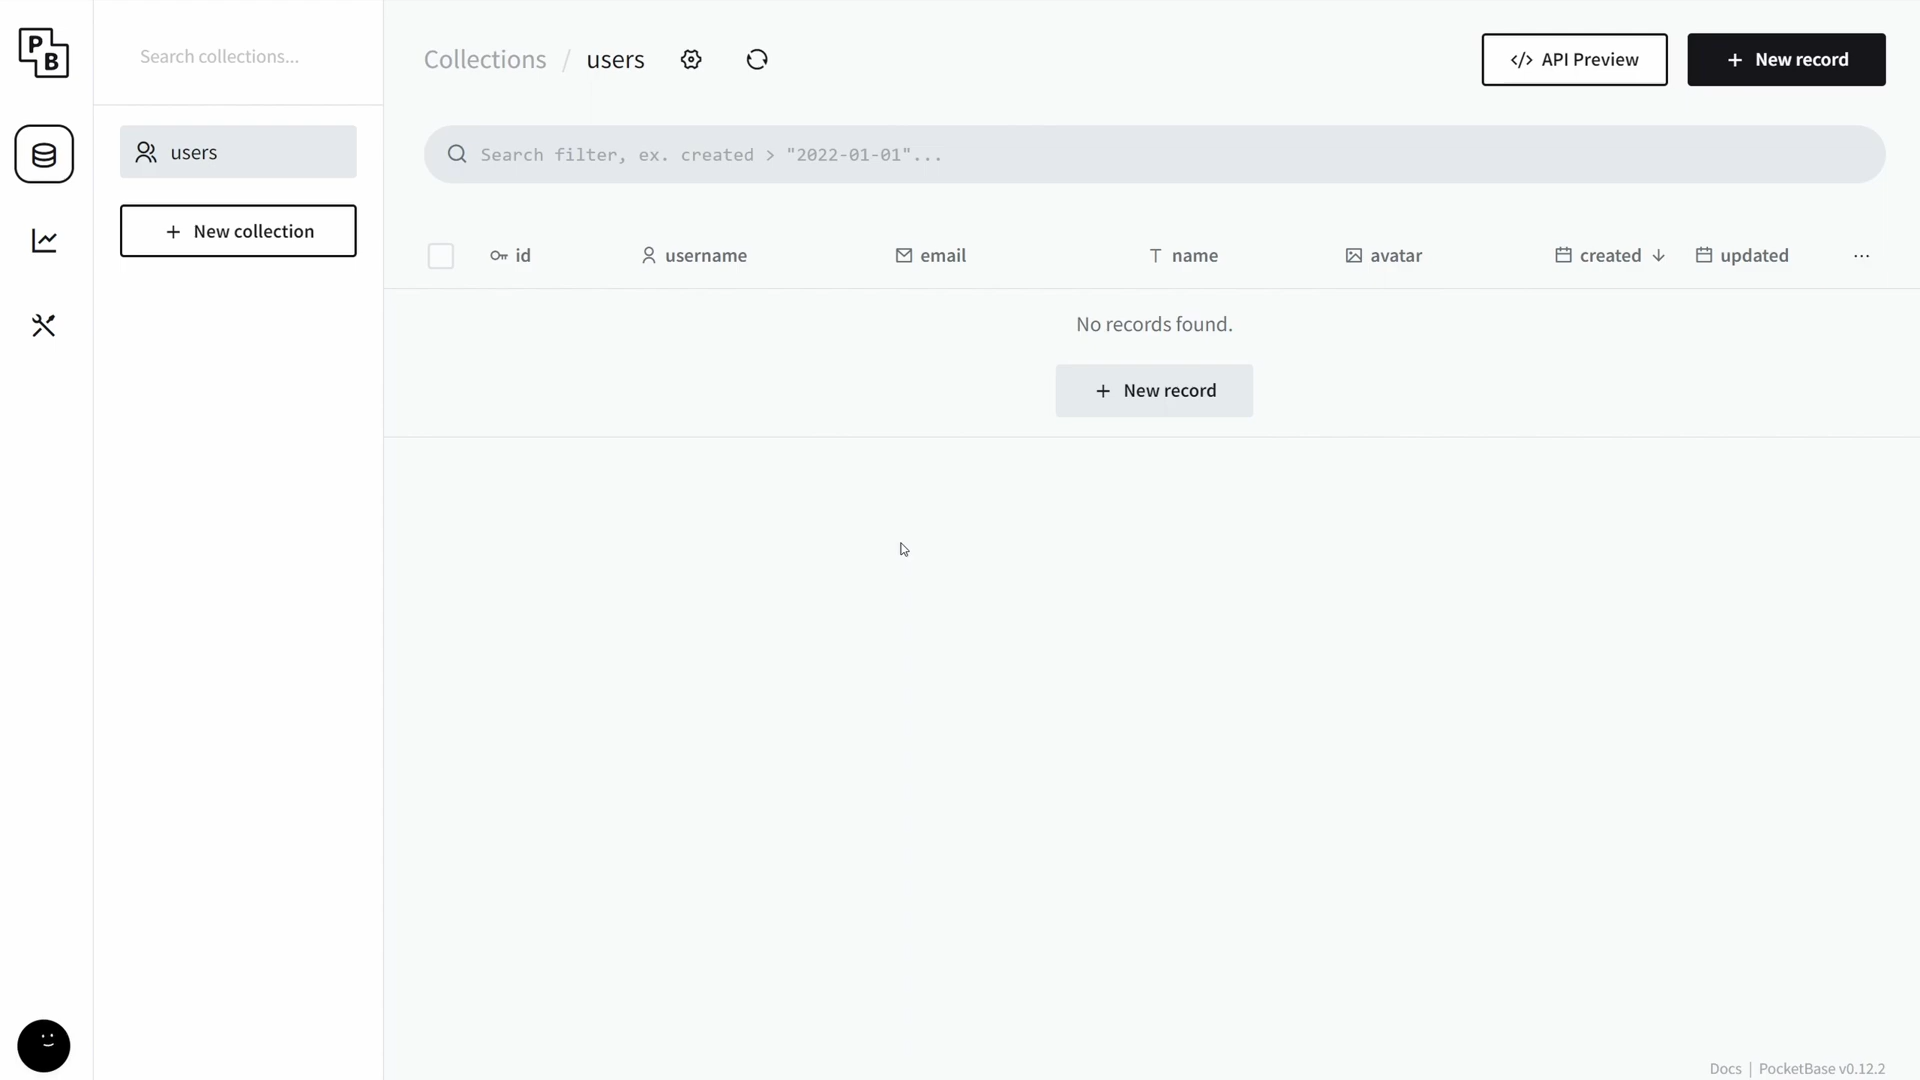 P
B
Search collections...
users
+ New collection
Collections / users
</> API Preview
+ New record
Search filter, ex. created > "2022-01-01"...
id
username
email
name
avatar
created ↓
updated
...
No records found.
+ New record
Docs | PocketBase v0.12.2